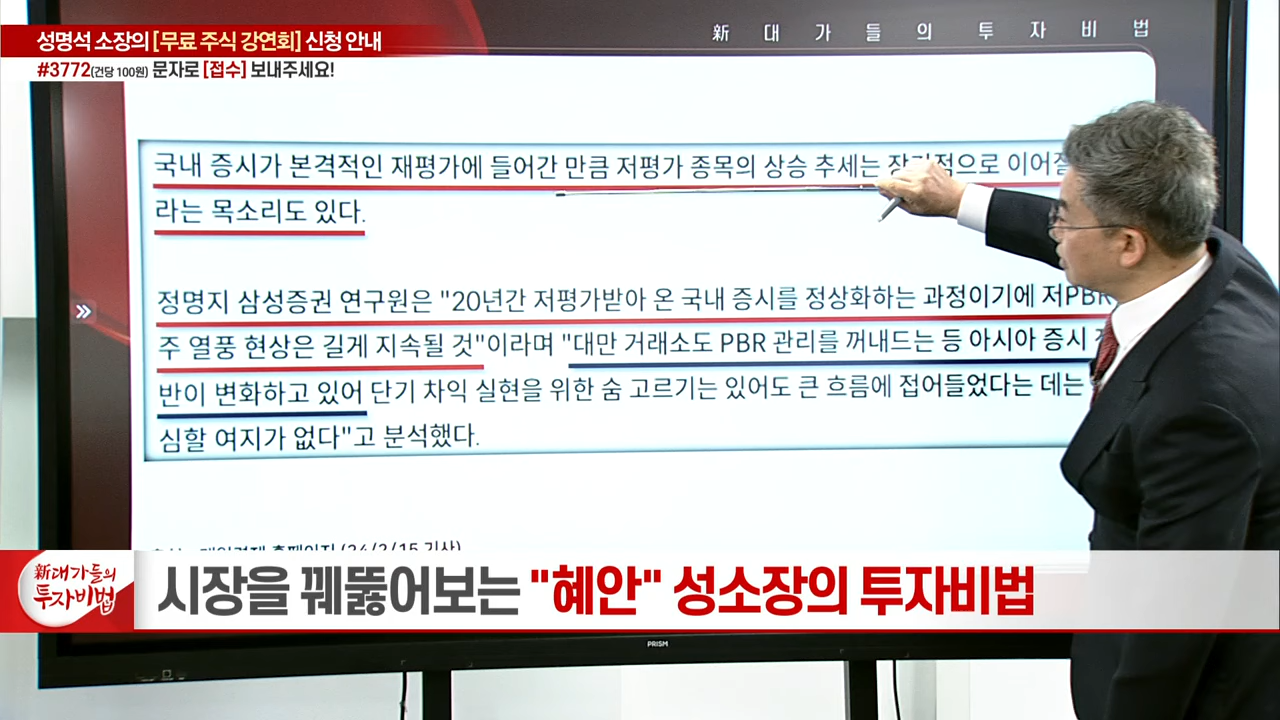 성명석 소장의 [무료 주식 강연회] 신청 안내
#3772(건당 100원) 문자로 [접수] 보내주세요!
新 대가들의 투자비법
국내 증시가 본격적인 재평가에 들어간 만큼 저평가 종목의 상승 추세는 으로
라는 목소리도 있다.
정명지 삼성증권 연구원은 "20년간 저평가받아 온 국내 증시를 정상화하는 과정이기에 저PBR
주 열풍 현상은 길게 지속될 것"이라며 "대만 거래소도 PBR 관리를 꺼내드는 등 아시아 증시
반이 변화하고 있어 단기 차익 실현을 위한 숨 고르기는 있어도 큰 흐름에 접어들었다는 데는
심할 여지가 없다"고 분석했다.
»
新대가들의
투자비법
시장을 꿰뚫어보는 "혜안" 성소장의 투자비법
PRISM